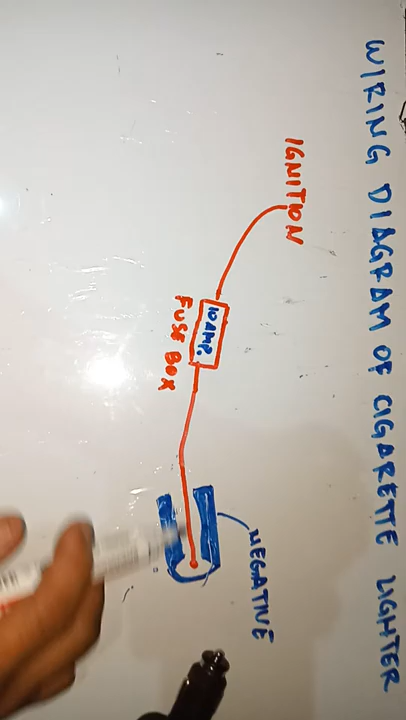 WIRING DIAGRAM OF CIGARETTE LIGHTER
IGNITION
10 AMP.
FUSE BOX
NEGATIVE